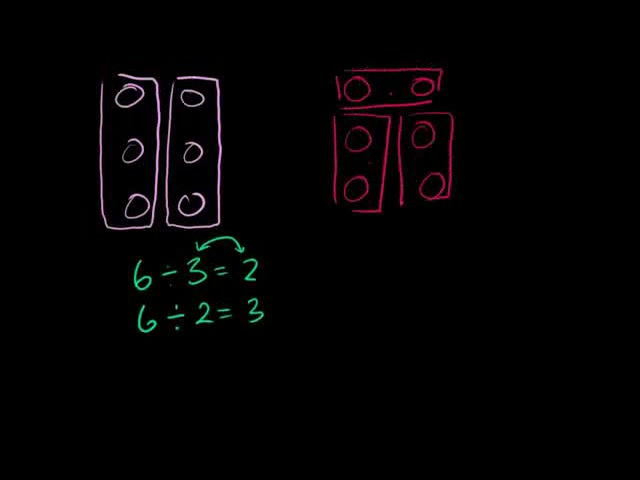 6 ÷ 3 = 2
6 ÷ 2 = 3